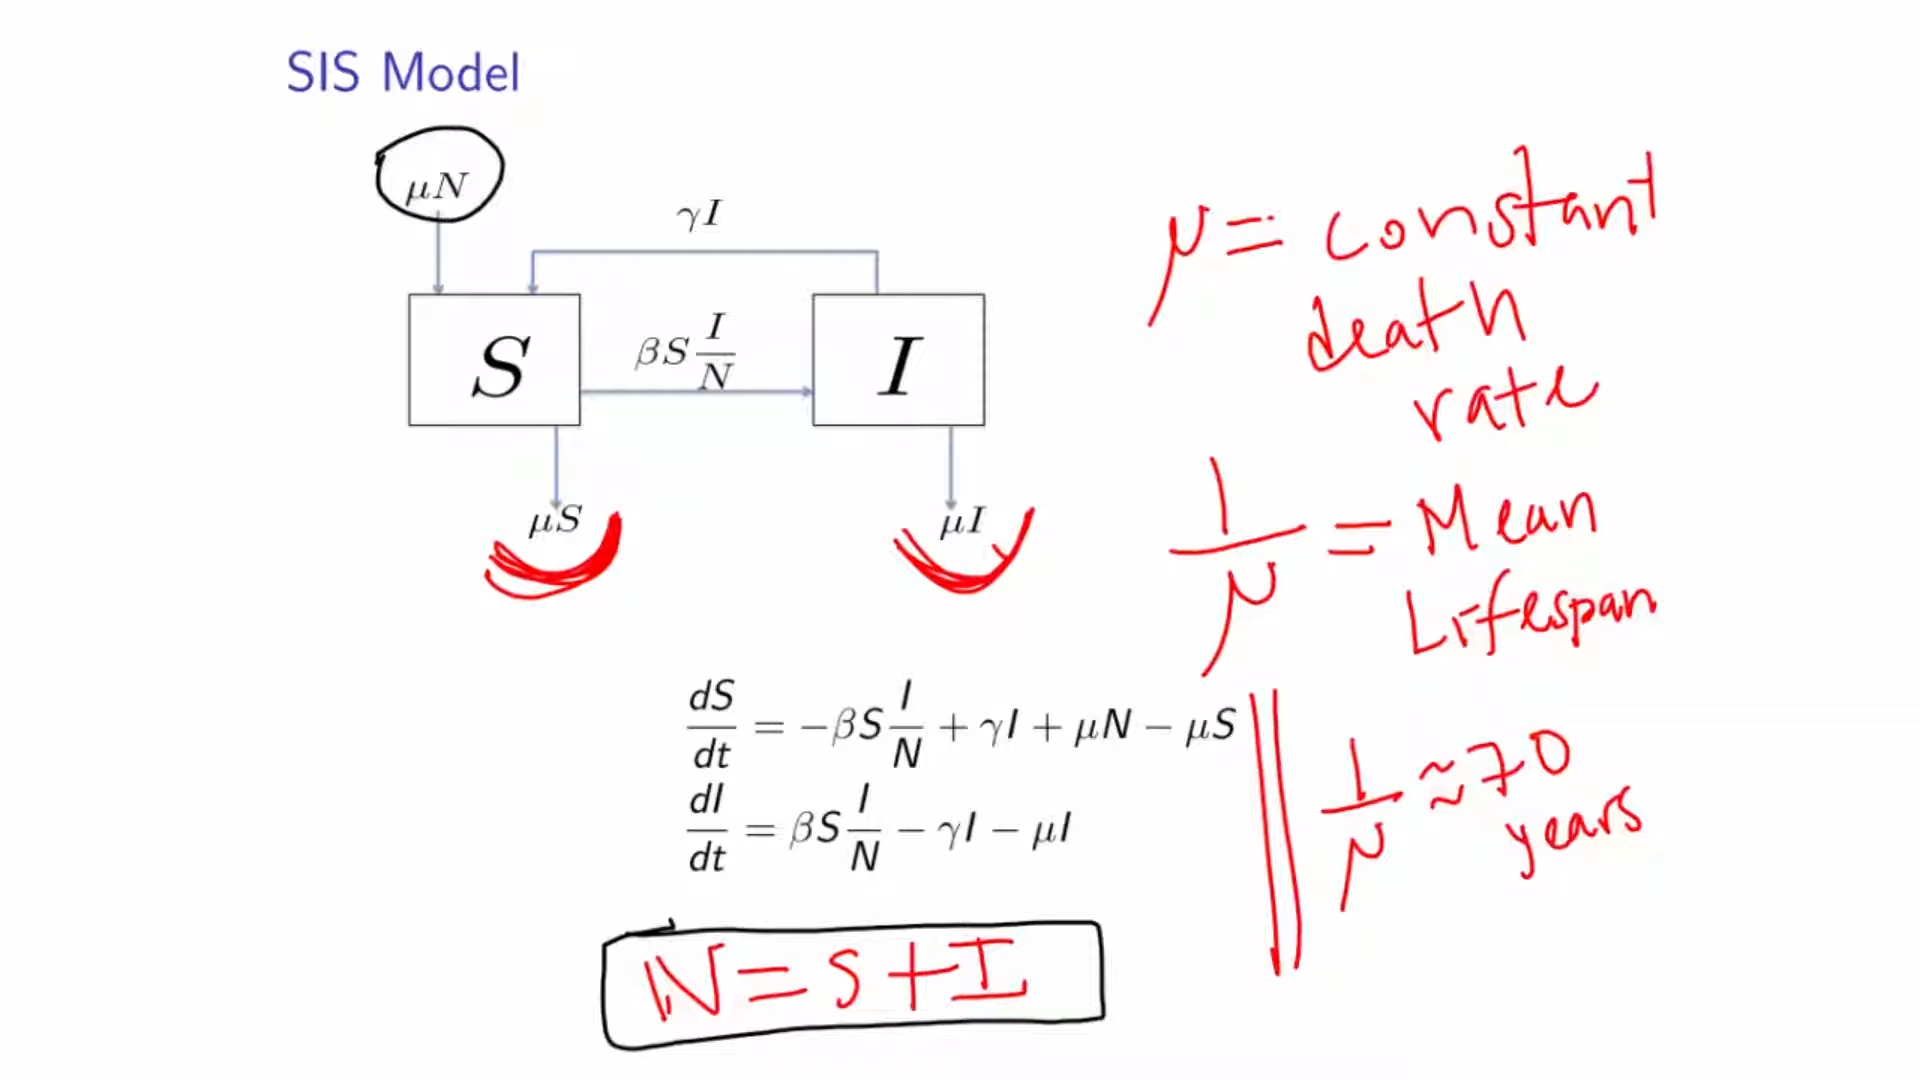 SIS Model
μN
γI
S
βS I/N
I
μS
μI
μ = constant
death
rate
1/μ = Mean
Lifespan
dS/dt = −βS I/N + γI + μN − μS
dI/dt = βS I/N − γI − μI
1/μ ≈ 70
years
N = S + I